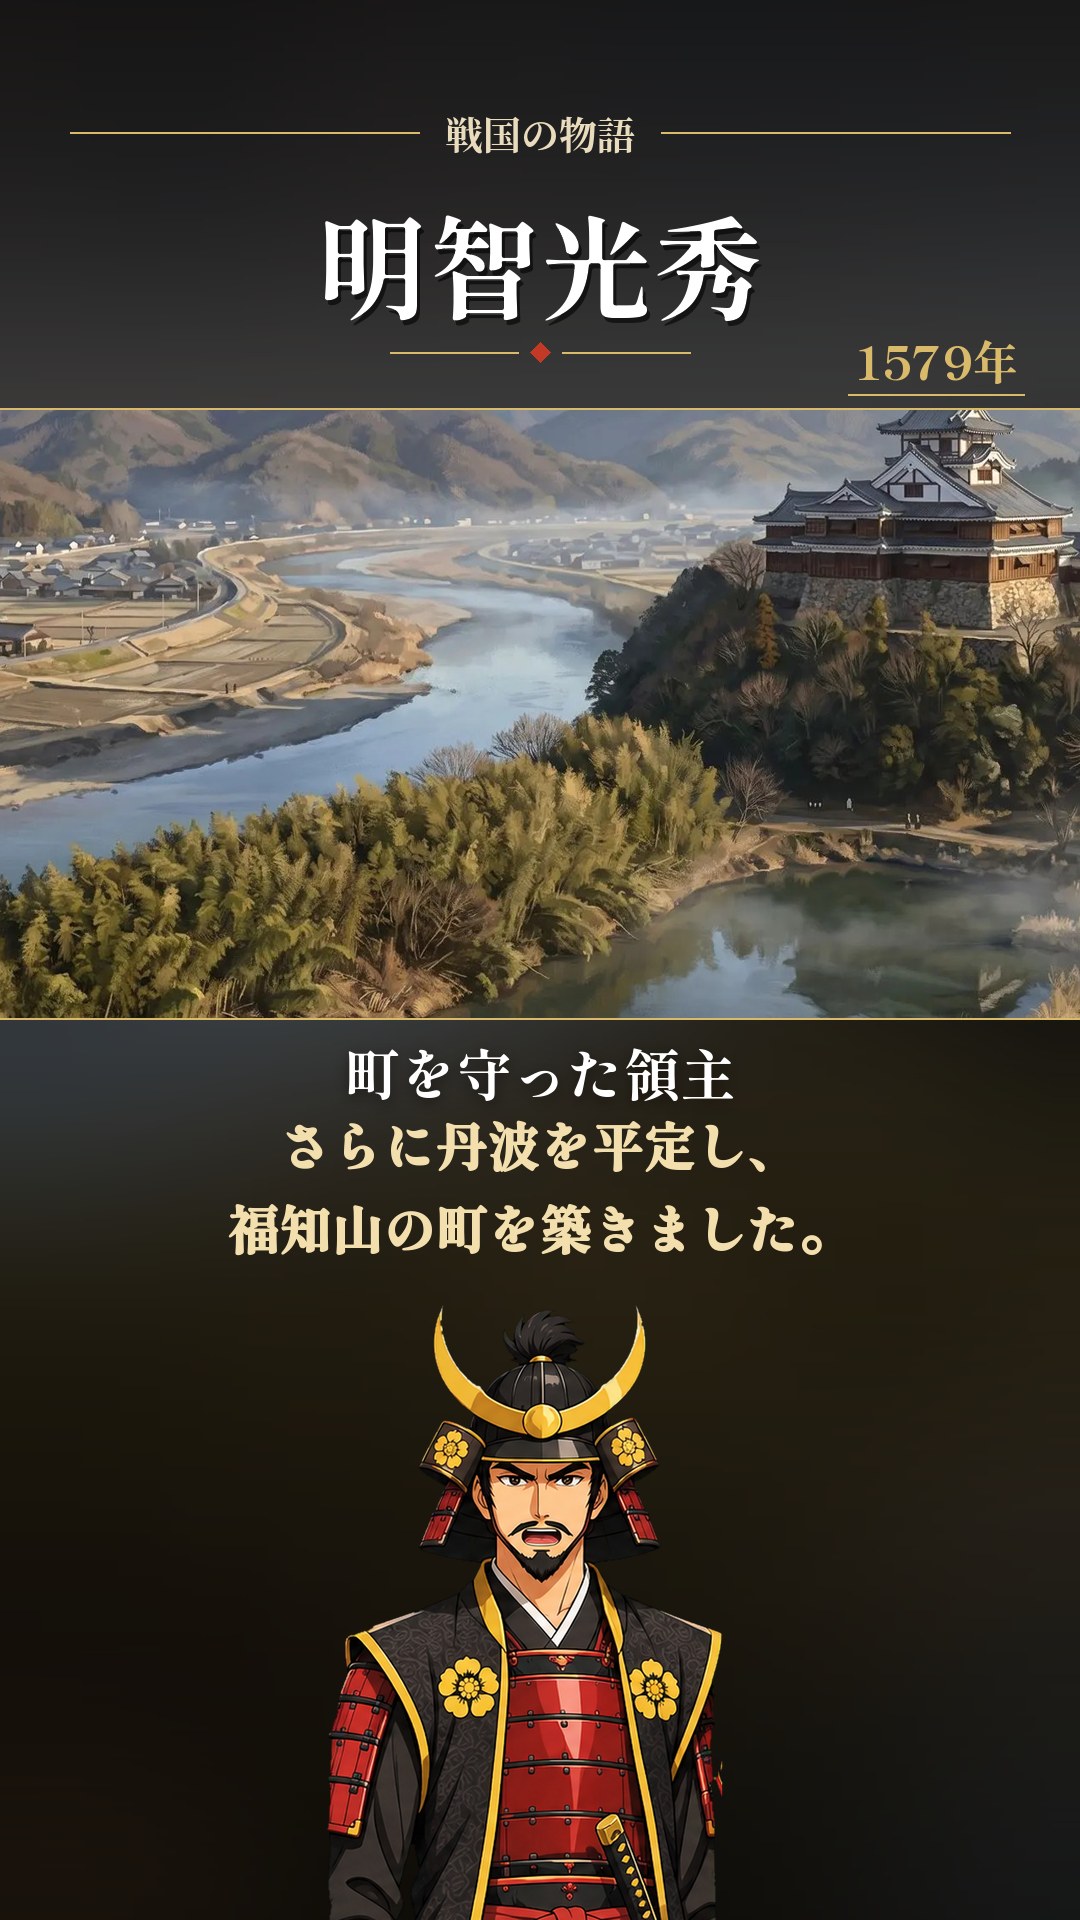 戦国の物語
明智光秀
1579年
町を守った領主
さらに丹波を平定し、
福知山の町を築きました。